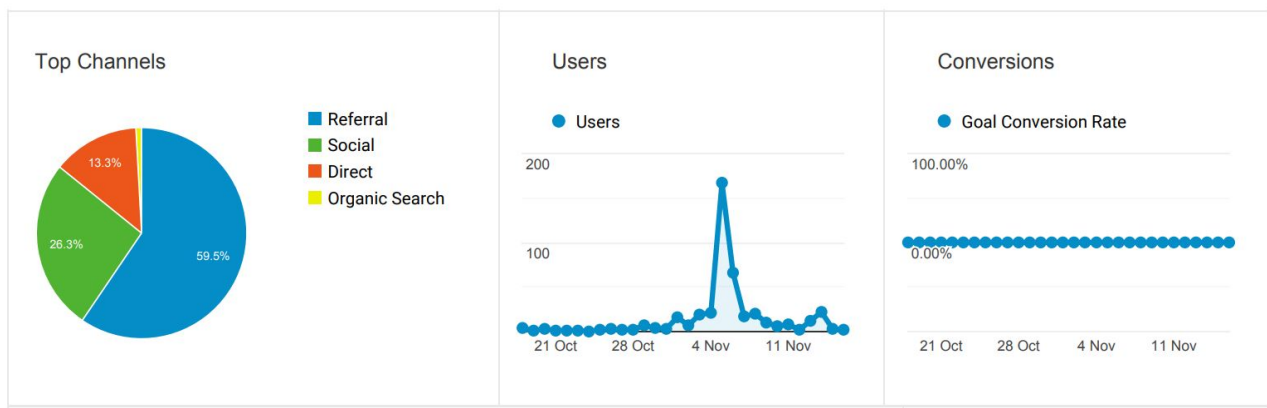 Top Channels
Referral
Social
Direct
Organic Search
13.3%
26.3%
59.5%
Users
Users
200
100
21 Oct
28 Oct
4 Nov
11 Nov
Conversions
Goal Conversion Rate
100.00%
0.00%
21 Oct
28 Oct
4 Nov
11 Nov